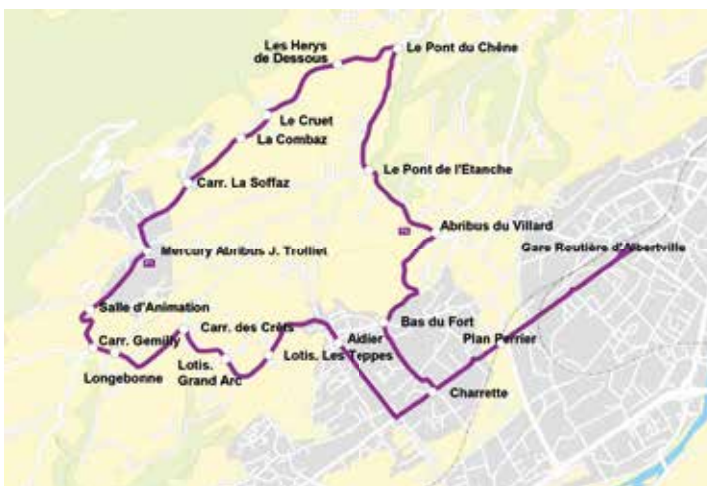 Les Herys
de Dessous
Le Pont du Chêne
Le Cruet
La Combaz
Le Pont de l'Etanche
Carr. La Soffaz
Abribus du Villard
Mercury Abribus J. Trolliet
Gare Routière d'Albertville
Salle d'Animation
Carr. des Crêts
Bas du Fort
Carr. Gemilly
Aidier
Plan Perrier
Lotis. Les Teppes
Lotis.
Grand Arc
Longebonne
Charrette